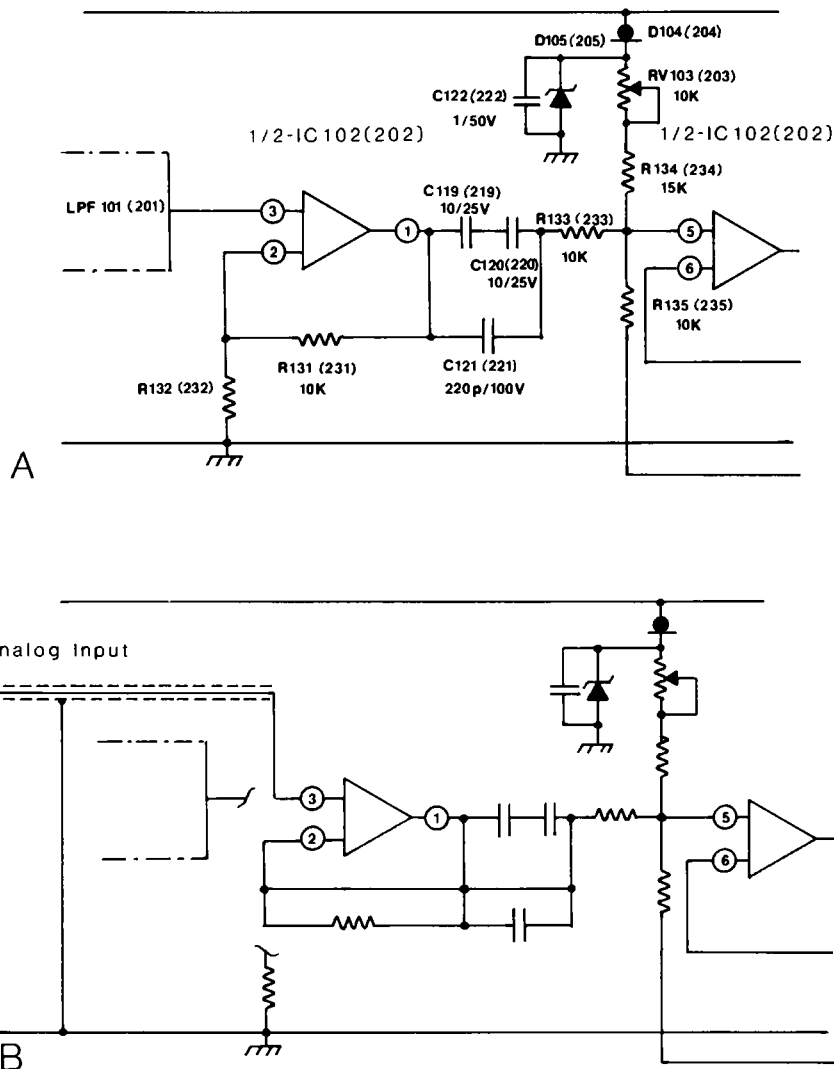 D105(205)
D104(204)
C122(222)
1/50V
RV103(203)
10K
1/2-IC102(202)
1/2-IC102(202)
LPF 101(201)
3
2
1
C119(219)
10/25V
C120(220)
10/25V
R133(233)
10K
R134(234)
15K
5
6
R135(235)
10K
R131(231)
10K
C121(221)
220p/100V
R132(232)
A
nalog Input
3
2
1
5
6
B